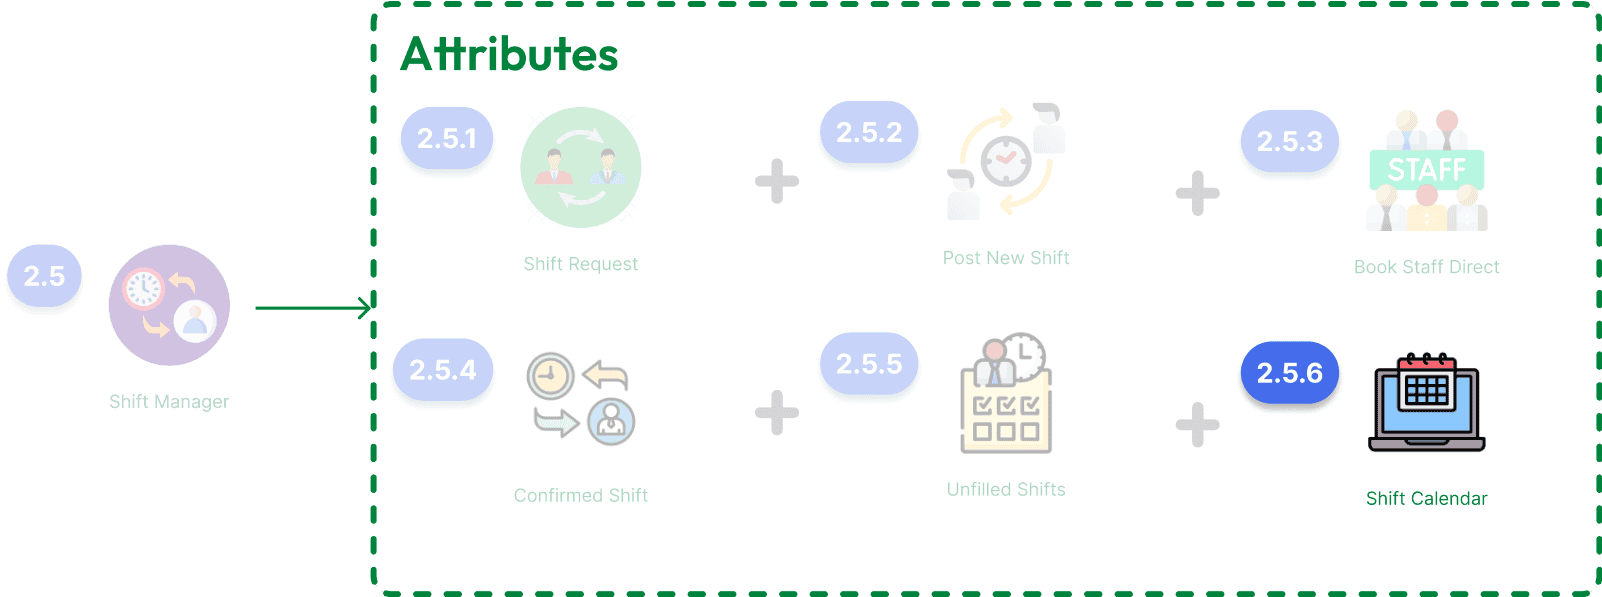 Attributes
2.5.1
2.5.2
2.5.3
STAFF
Shift Request
Post New Shift
Book Staff Direct
2.5
Shift Manager
2.5.4
2.5.5
2.5.6
Confirmed Shift
Unfilled Shifts
Shift Calendar